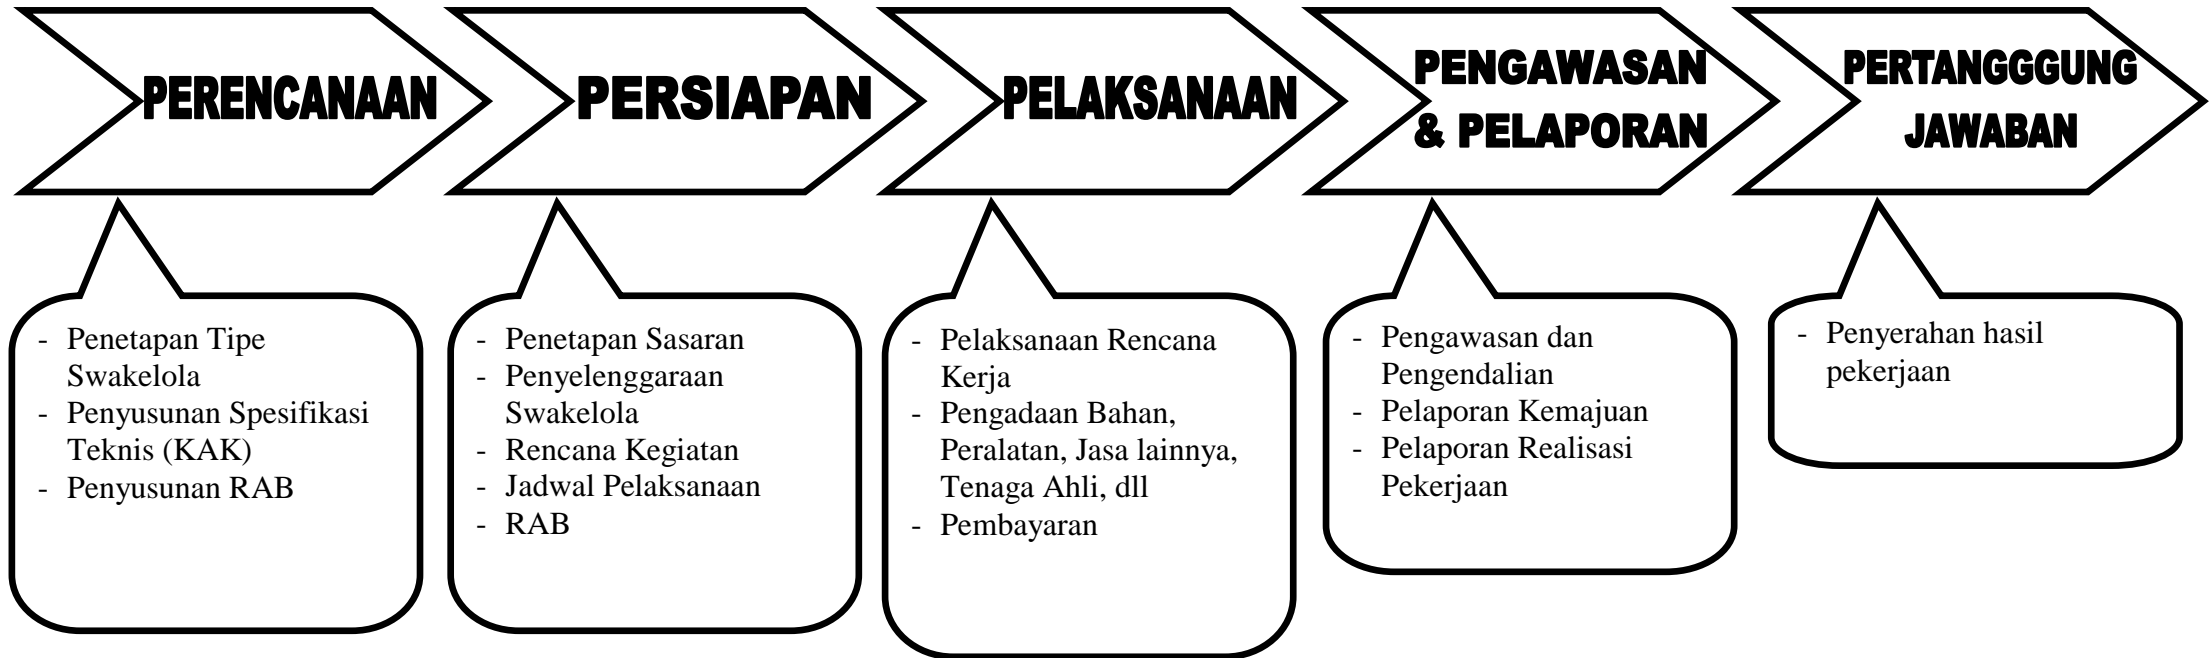 PERENCANAAN
PERSIAPAN
PELAKSANAAN
PENGAWASAN
& PELAPORAN
PERTANGGGUNG
JAWABAN
- Penetapan Tipe
Swakelola
- Penyusunan Spesifikasi
Teknis (KAK)
- Penyusunan RAB
- Penetapan Sasaran
- Penyelenggaraan
Swakelola
- Rencana Kegiatan
- Jadwal Pelaksanaan
- RAB
- Pelaksanaan Rencana
Kerja
- Pengadaan Bahan,
Peralatan, Jasa lainnya,
Tenaga Ahli, dll
- Pembayaran
- Pengawasan dan
Pengendalian
- Pelaporan Kemajuan
- Pelaporan Realisasi
Pekerjaan
- Penyerahan hasil
pekerjaan